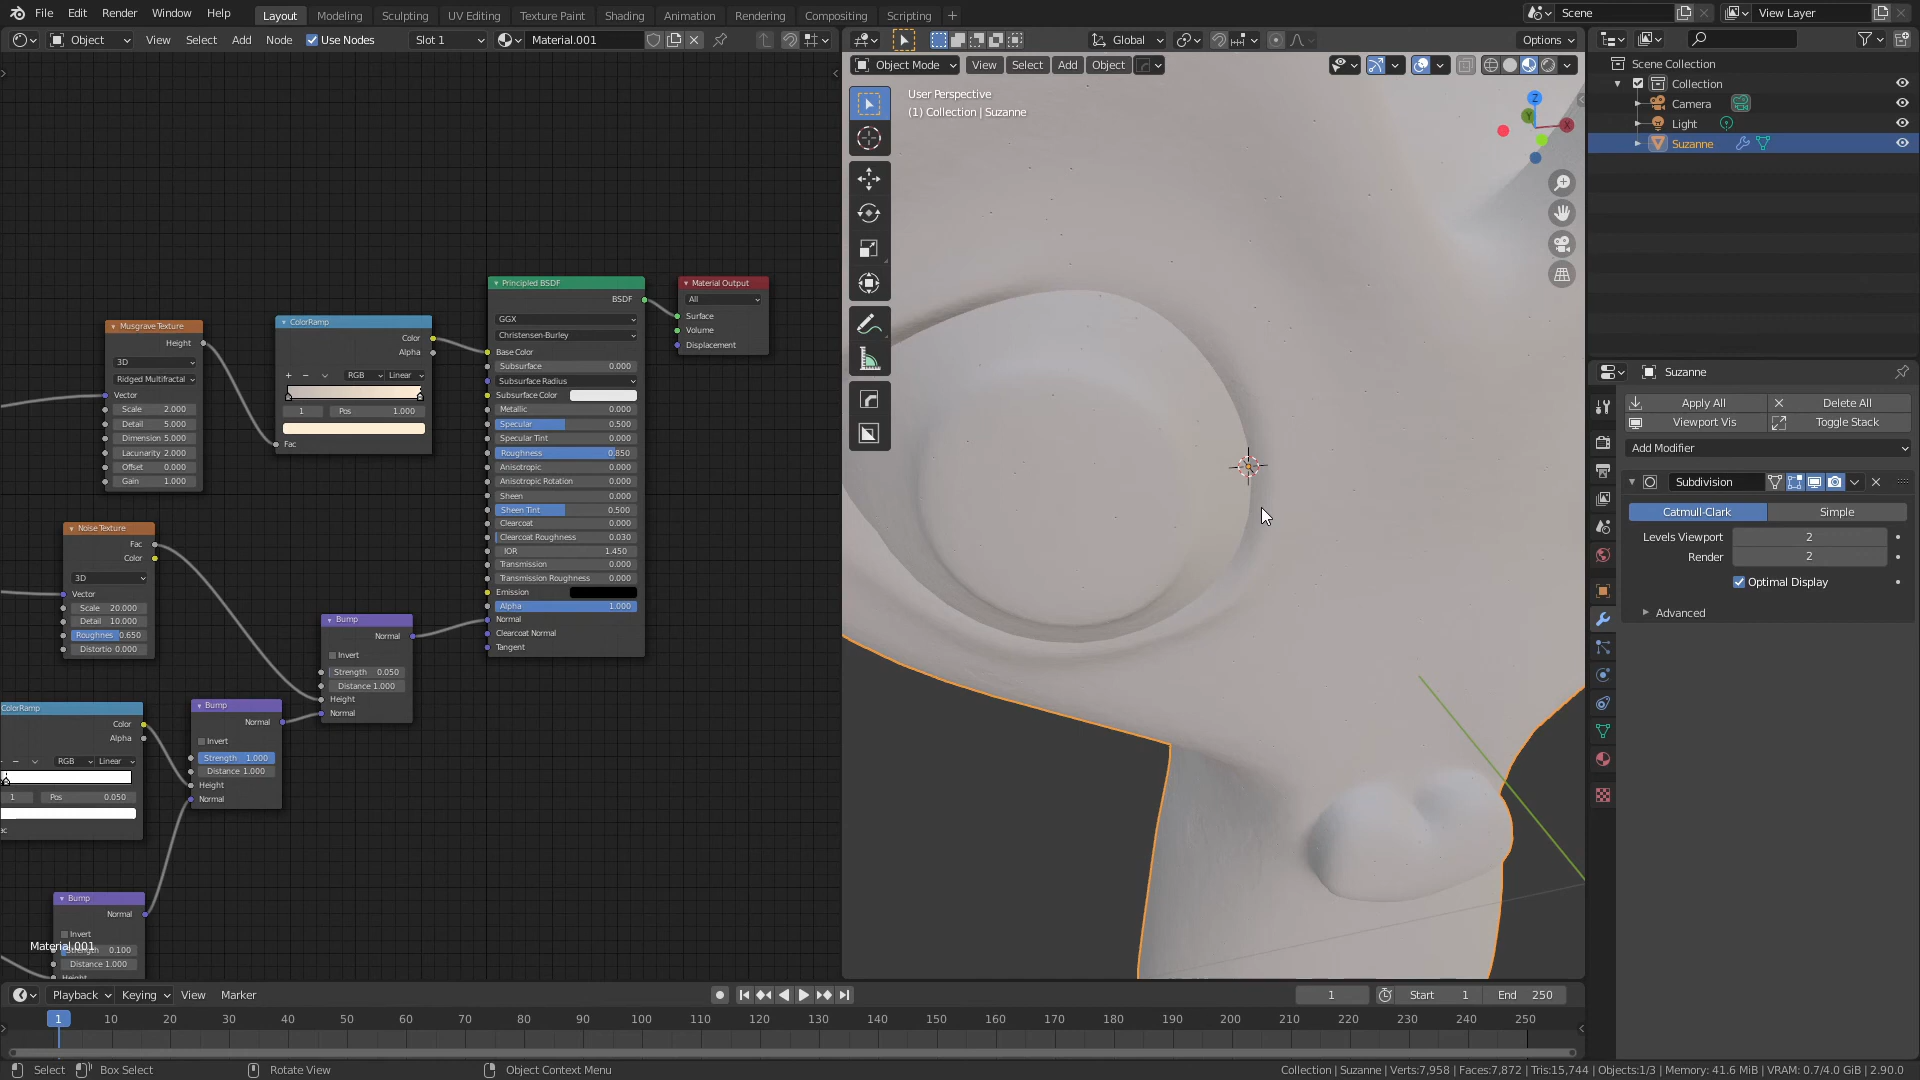 File Edit Render Window Help Layout Modeling Sculpting UV Editing Texture Paint Shading Animation Rendering Compositing Scripting + Scene View Layer
Object View Select Add Node Use Nodes Slot 1 Material.001 Global Options
Object Mode View Select Add Object
User Perspective
(1) Collection | Suzanne
Scene Collection
Collection
Camera
Light
Suzanne
Principled BSDF
BSDF
GGX
Christensen-Burley
Base Color
Subsurface 0.000
Subsurface Radius
Subsurface Color
Metallic 0.000
Specular 0.500
Specular Tint 0.000
Roughness 0.850
Anisotropic 0.000
Anisotropic Rotation 0.000
Sheen 0.000
Sheen Tint 0.500
Clearcoat 0.000
Clearcoat Roughness 0.030
IOR 1.450
Transmission 0.000
Transmission Roughness 0.000
Emission
Alpha 1.000
Normal
Clearcoat Normal
Tangent
Material Output
All
Surface
Volume
Displacement
Musgrave Texture
Height
3D
Ridged Multifractal
Vector
Scale 2.000
Detail 5.000
Dimension 5.000
Lacunarity 2.000
Offset 0.000
Gain 1.000
ColorRamp
Color
Alpha
+ − RGB Linear
1 Pos 1.000
Fac
Noise Texture
Fac
Color
3D
Vector
Scale 20.000
Detail 10.000
Roughnes 0.650
Distortio 0.000
Bump
Normal
Invert
Strength 0.050
Distance 1.000
Height
Normal
ColorRamp
Color
Alpha
RGB Linear
1 Pos 0.050
Bump
Normal
Invert
Strength 1.000
Distance 1.000
Height
Normal
Bump
Normal
Invert
Material.001
Strength 0.100
Distance 1.000
Height
Suzanne
Apply All Delete All
Viewport Vis Toggle Stack
Add Modifier
Subdivision
Catmull-Clark Simple
Levels Viewport 2
Render 2
Optimal Display
Advanced
Z
Y
X
Playback Keying View Marker 1 Start 1 End 250
1 10 20 30 40 50 60 70 80 90 100 110 120 130 140 150 160 170 180 190 200 210 220 230 240 250
Select Box Select Rotate View Object Context Menu Collection | Suzanne | Verts:7,958 | Faces:7,872 | Tris:15,744 | Objects:1/3 | Memory: 41.6 MiB | VRAM: 0.7/4.0 GiB | 2.90.0